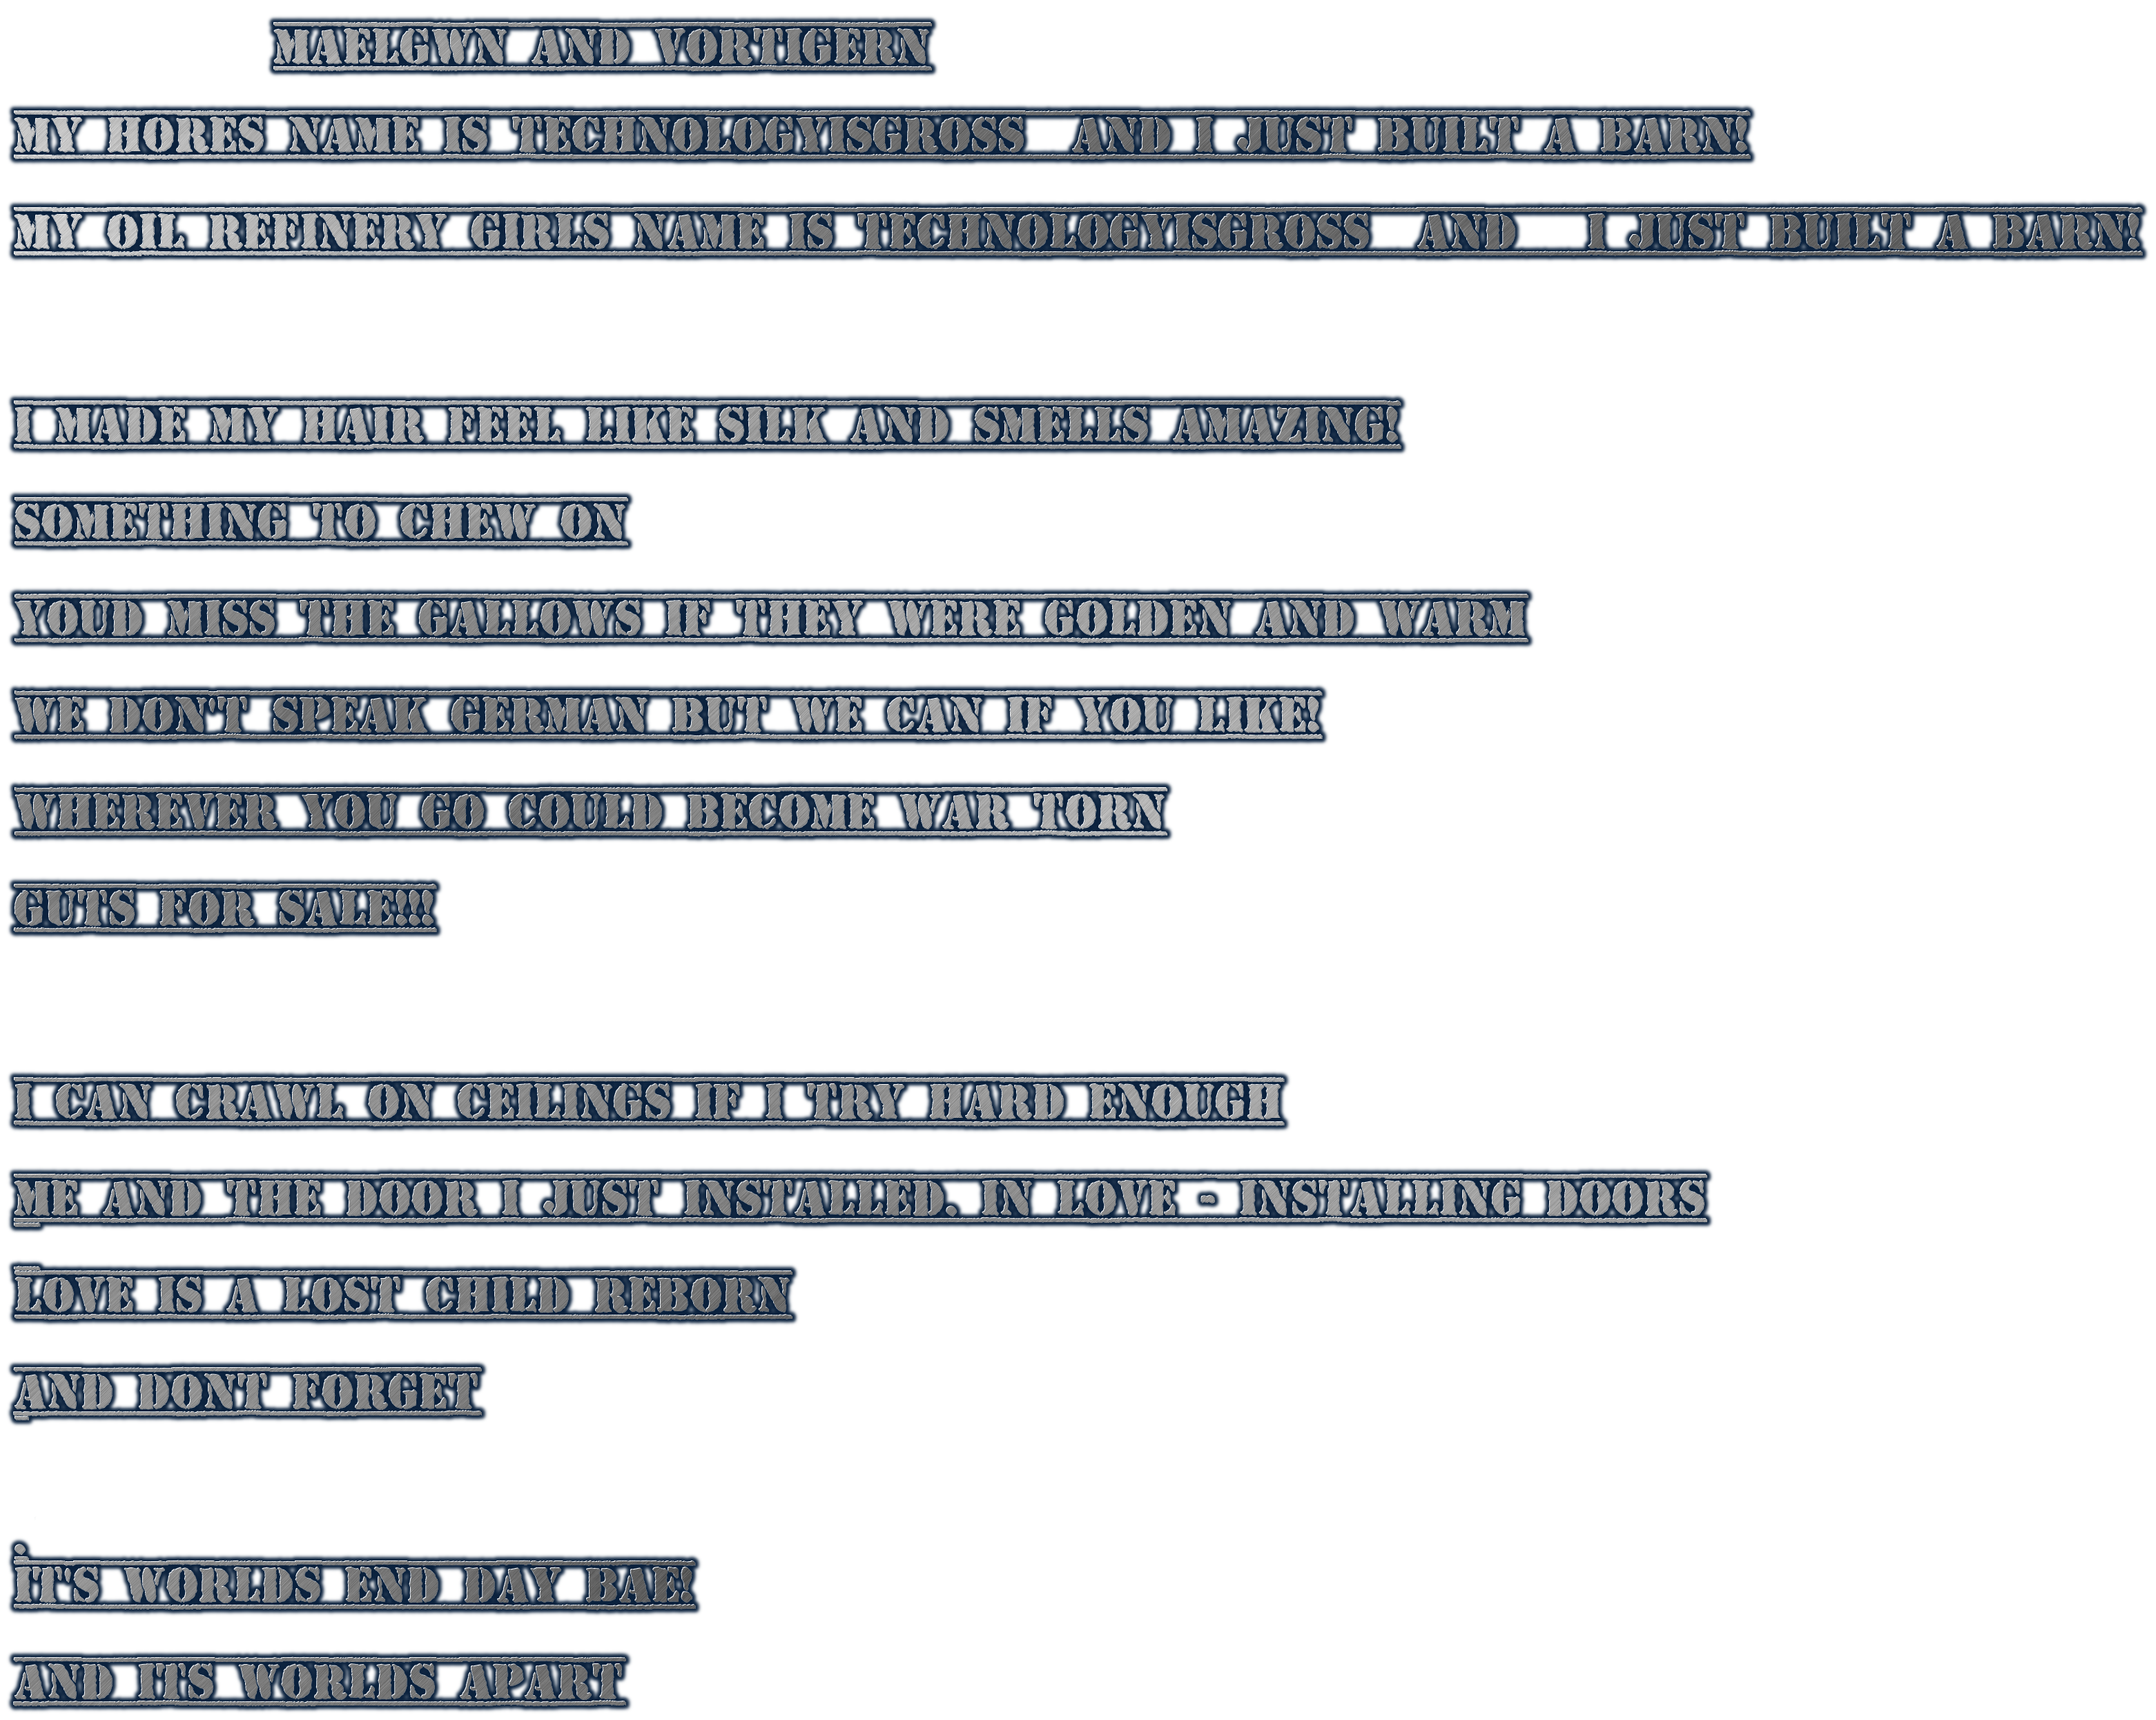 MAELGWN AND VORTIGERN
MY HORES NAME IS TECHNOLOGYISGROSS AND I JUST BUILT A BARN!
MY OIL REFINERY GIRLS NAME IS TECHNOLOGYISGROSS AND I JUST BUILT A BARN!
I MADE MY HAIR FEEL LIKE SILK AND SMELLS AMAZING!
SOMETHING TO CHEW ON
YOUD MISS THE GALLOWS IF THEY WERE GOLDEN AND WARM
WE DON'T SPEAK GERMAN BUT WE CAN IF YOU LIKE!
WHEREVER YOU GO COULD BECOME WAR TORN
GUTS FOR SALE!!!
I CAN CRAWL ON CEILINGS IF I TRY HARD ENOUGH
ME AND THE DOOR I JUST INSTALLED. IN LOVE - INSTALLING DOORS
LOVE IS A LOST CHILD REBORN
AND DONT FORGET
IT'S WORLDS END DAY BAE!
AND IT'S WORLDS APART